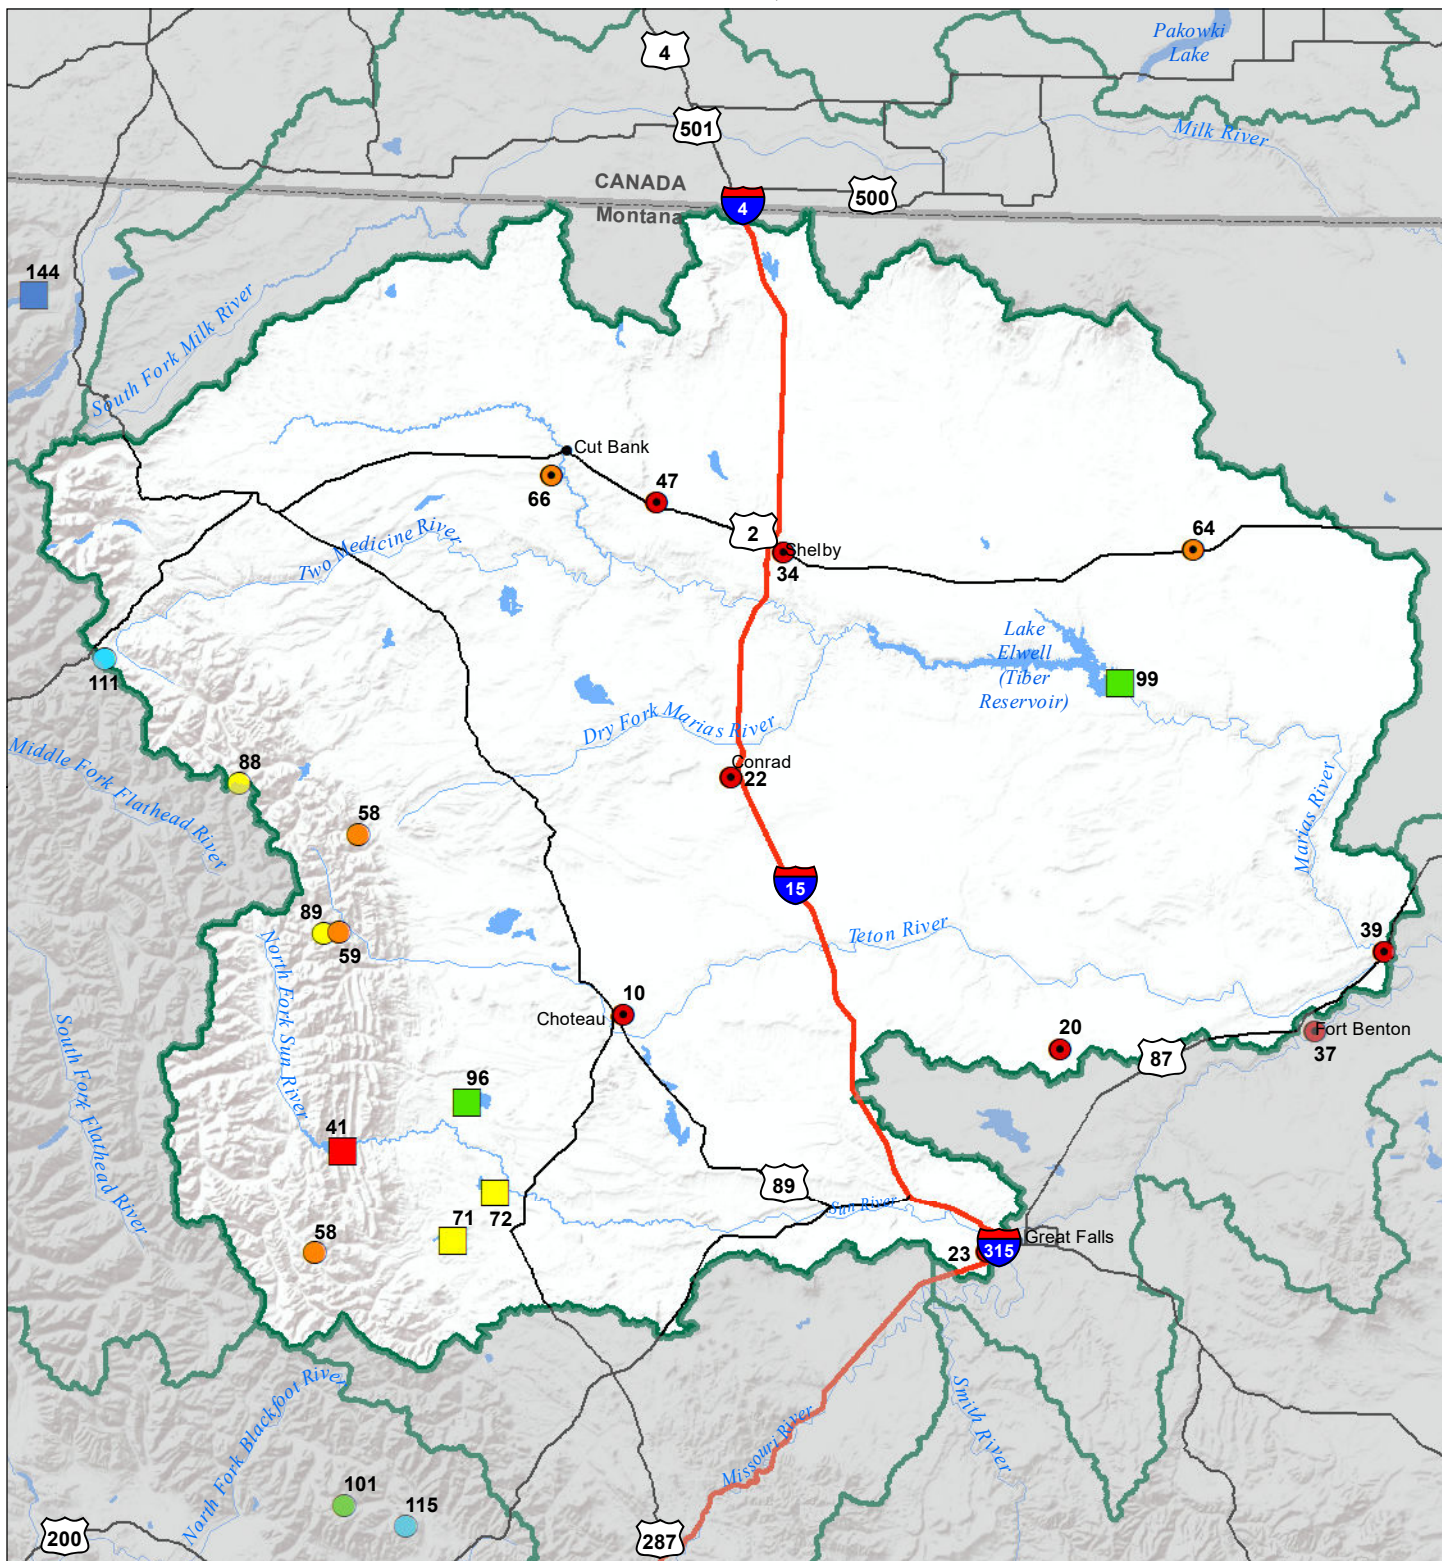 4
Pakowki
Lake
501
Milk River
CANADA
500
4
Montana
144
South Fork Milk River
Cut Bank
66
47
2
Shelby
34
64
Two Medicine River
Lake
Elwell
(Tiber
Reservoir)
99
111
Dry Fork Marias River
Middle Fork Flathead River
88
Conrad
22
58
Marias River
15
89
59
North Fork Sun River
Teton River
39
10
Choteau
South Fork Flathead River
20
Fort Benton
37
87
96
41
89
72
71
Sun River
58
23
315
Great Falls
Smith River
Missouri River
North Fork Blackfoot River
101
115
200
287